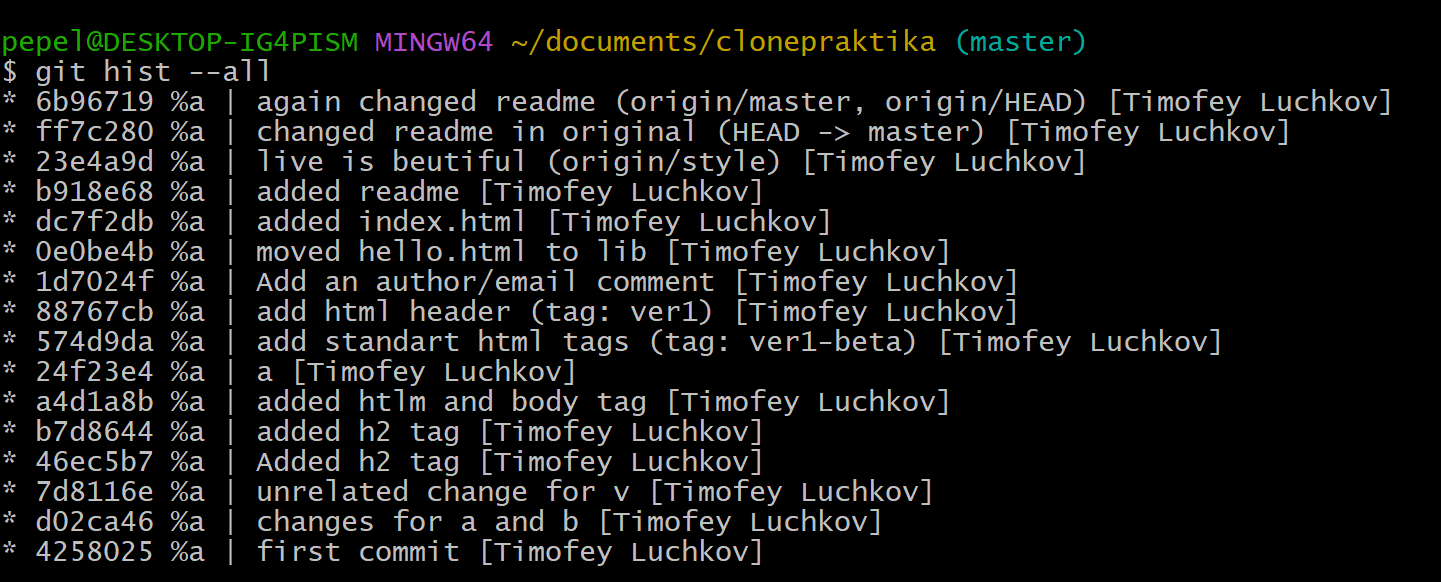 pepel@DESKTOP-IG4PISM MINGW64 ~/documents/clonepraktika (master)
$ git hist --all
* 6b96719 %a | again changed readme (origin/master, origin/HEAD) [Timofey Luchkov]
* ff7c280 %a | changed readme in original (HEAD -> master) [Timofey Luchkov]
* 23e4a9d %a | live is beutiful (origin/style) [Timofey Luchkov]
* b918e68 %a | added readme [Timofey Luchkov]
* dc7f2db %a | added index.html [Timofey Luchkov]
* 0e0be4b %a | moved hello.html to lib [Timofey Luchkov]
* 1d7024f %a | Add an author/email comment [Timofey Luchkov]
* 88767cb %a | add html header (tag: ver1) [Timofey Luchkov]
* 574d9da %a | add standart html tags (tag: ver1-beta) [Timofey Luchkov]
* 24f23e4 %a | a [Timofey Luchkov]
* a4d1a8b %a | added htlm and body tag [Timofey Luchkov]
* b7d8644 %a | added h2 tag [Timofey Luchkov]
* 46ec5b7 %a | Added h2 tag [Timofey Luchkov]
* 7d8116e %a | unrelated change for v [Timofey Luchkov]
* d02ca46 %a | changes for a and b [Timofey Luchkov]
* 4258025 %a | first commit [Timofey Luchkov]